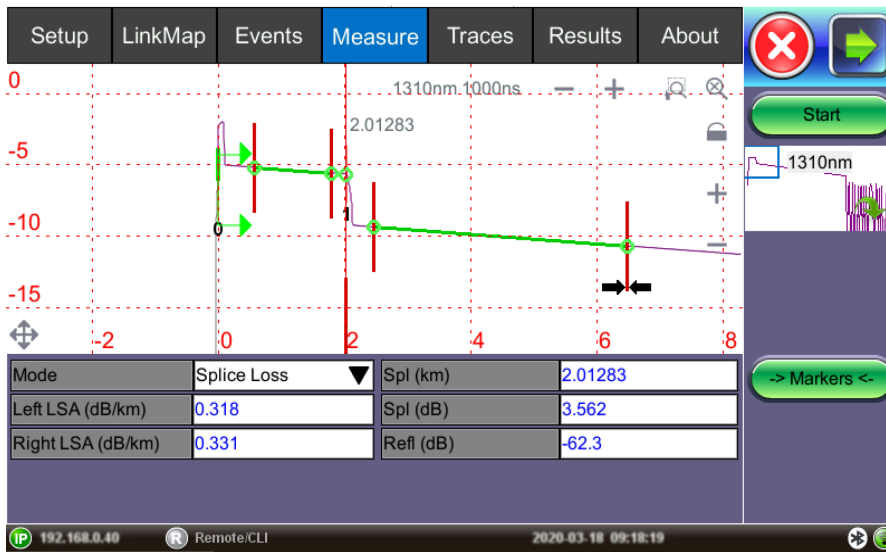 Setup LinkMap Events Measure Traces Results About
0
1310nm 1000ns
Start
2.01283
-5
1310nm
-10
0
1
-15
-2 0 2 4 6 8
Mode Splice Loss Spl (km) 2.01283
-> Markers <-
Left LSA (dB/km) 0.318 Spl (dB) 3.562
Right LSA (dB/km) 0.331 Refl (dB) -62.3
IP 192.168.0.40 R Remote/CLI 2020-03-18 09:18:19